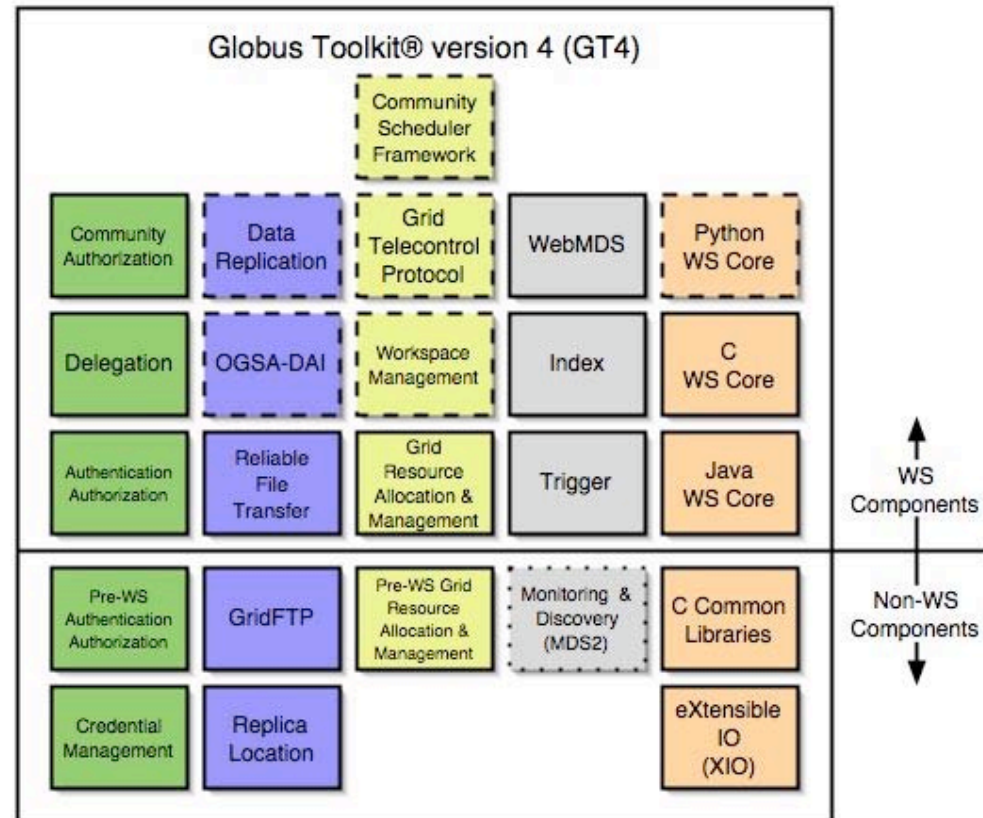 Globus Toolkit® version 4 (GT4)
Community
Scheduler
Framework
Community
Authorization
Data
Replication
Grid
Telecontrol
Protocol
WebMDS
Python
WS Core
Delegation
OGSA-DAI
Workspace
Management
Index
C
WS Core
Authentication
Authorization
Reliable
File
Transfer
Grid
Resource
Allocation &
Management
Trigger
Java
WS Core
WS
Components
Pre-WS
Authentication
Authorization
GridFTP
Pre-WS Grid
Resource
Allocation &
Management
Monitoring &
Discovery
(MDS2)
C Common
Libraries
Non-WS
Components
Credential
Management
Replica
Location
eXtensible
IO
(XIO)